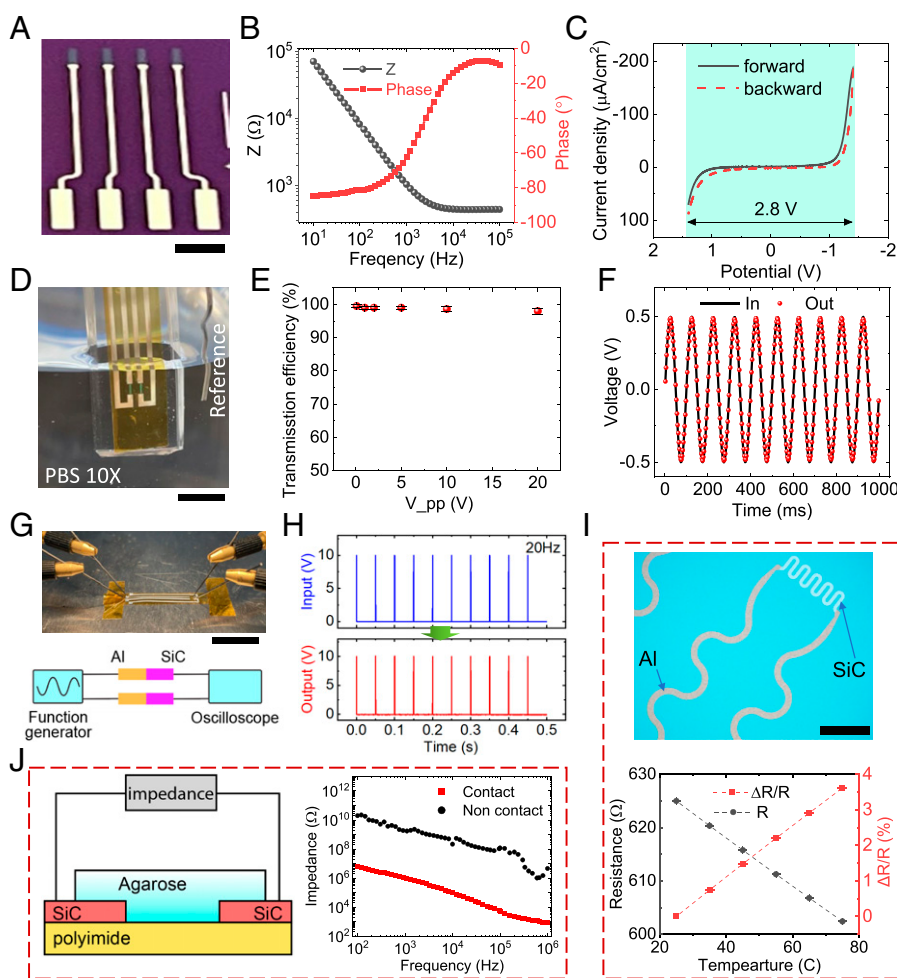 A
B
10^5
10^4
10^3
Z (Ω)
Z
Phase
0
-20
-40
-60
-80
-100
Phase (°)
10^1 10^2 10^3 10^4 10^5
Freqency (Hz)
C
-200
-100
0
100
Current density (µA/cm^2)
forward
backward
2.8 V
2 1 0 -1 -2
Potential (V)
D
Reference
PBS 10X
E
100
90
80
70
60
50
Transmisstion efficiency (%)
0 5 10 15 20
V_pp (V)
F
In Out
0.5
0.0
-0.5
Voltage (V)
0 200 400 600 800 1000
Time (ms)
G
Al SiC
Function
generator
Oscilloscope
H
20Hz
15
10
5
0
Input (V)
15
10
5
0
Output (V)
0.0 0.1 0.2 0.3 0.4 0.5
Time (s)
I
Al
SiC
630
620
610
600
Resistance (Ω)
ΔR/R
R
4
3
2
1
0
ΔR/R (%)
20 40 60 80
Tempearture (C)
J
impedance
Agarose
SiC SiC
polyimide
10^12
10^10
10^8
10^6
10^4
10^2
Impedance (Ω)
Contact
Non contact
10^2 10^3 10^4 10^5 10^6
Frequency (Hz)